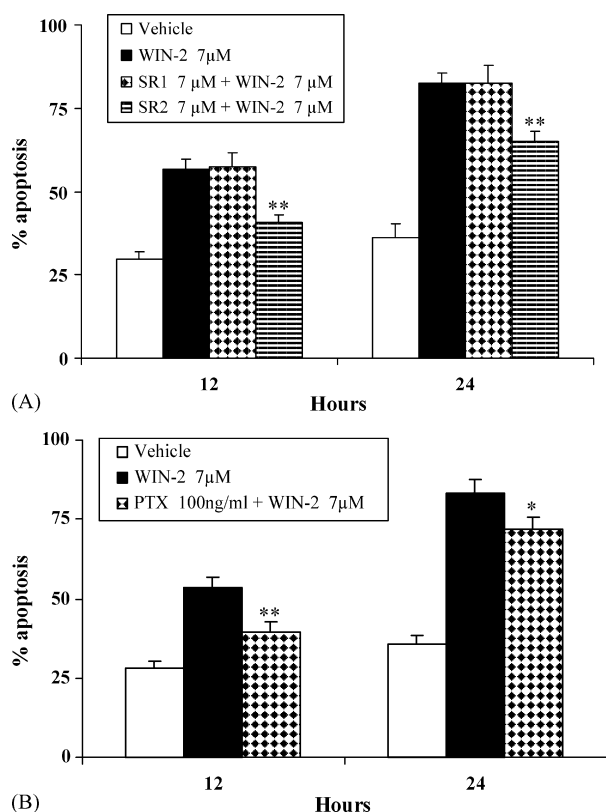 100
Vehicle
WIN-2 7µM
SR1 7 µM + WIN-2 7 µM
SR2 7 µM + WIN-2 7 µM
75
50
25
0
% apoptosis
**
**
12
24
Hours
(A)
100
Vehicle
WIN-2 7µM
PTX 100ng/ml + WIN-2 7µM
75
50
25
0
% apoptosis
**
*
12
24
Hours
(B)